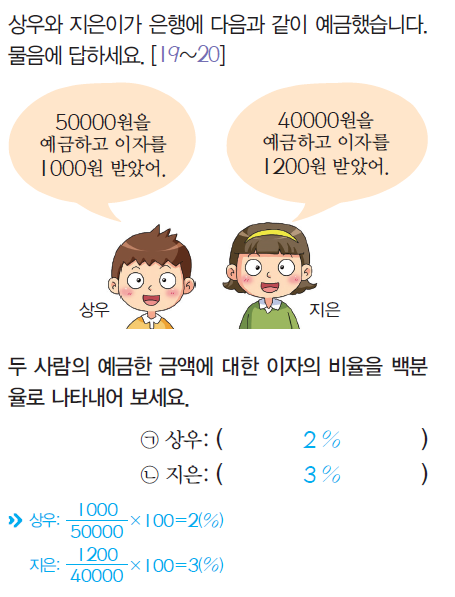 상우와 지은이가 은행에 다음과 같이 예금했습니다.
물음에 답하세요. [19~20]
50000원을
예금하고 이자를
1000원 받았어.
40000원을
예금하고 이자를
1200원 받았어.
상우
지은
두 사람의 예금한 금액에 대한 이자의 비율을 백분
율로 나타내어 보세요.
㉠ 상우: ( 2% )
㉡ 지은: ( 3% )
상우: 1000/50000×100=2(%)
지은: 1200/40000×100=3(%)